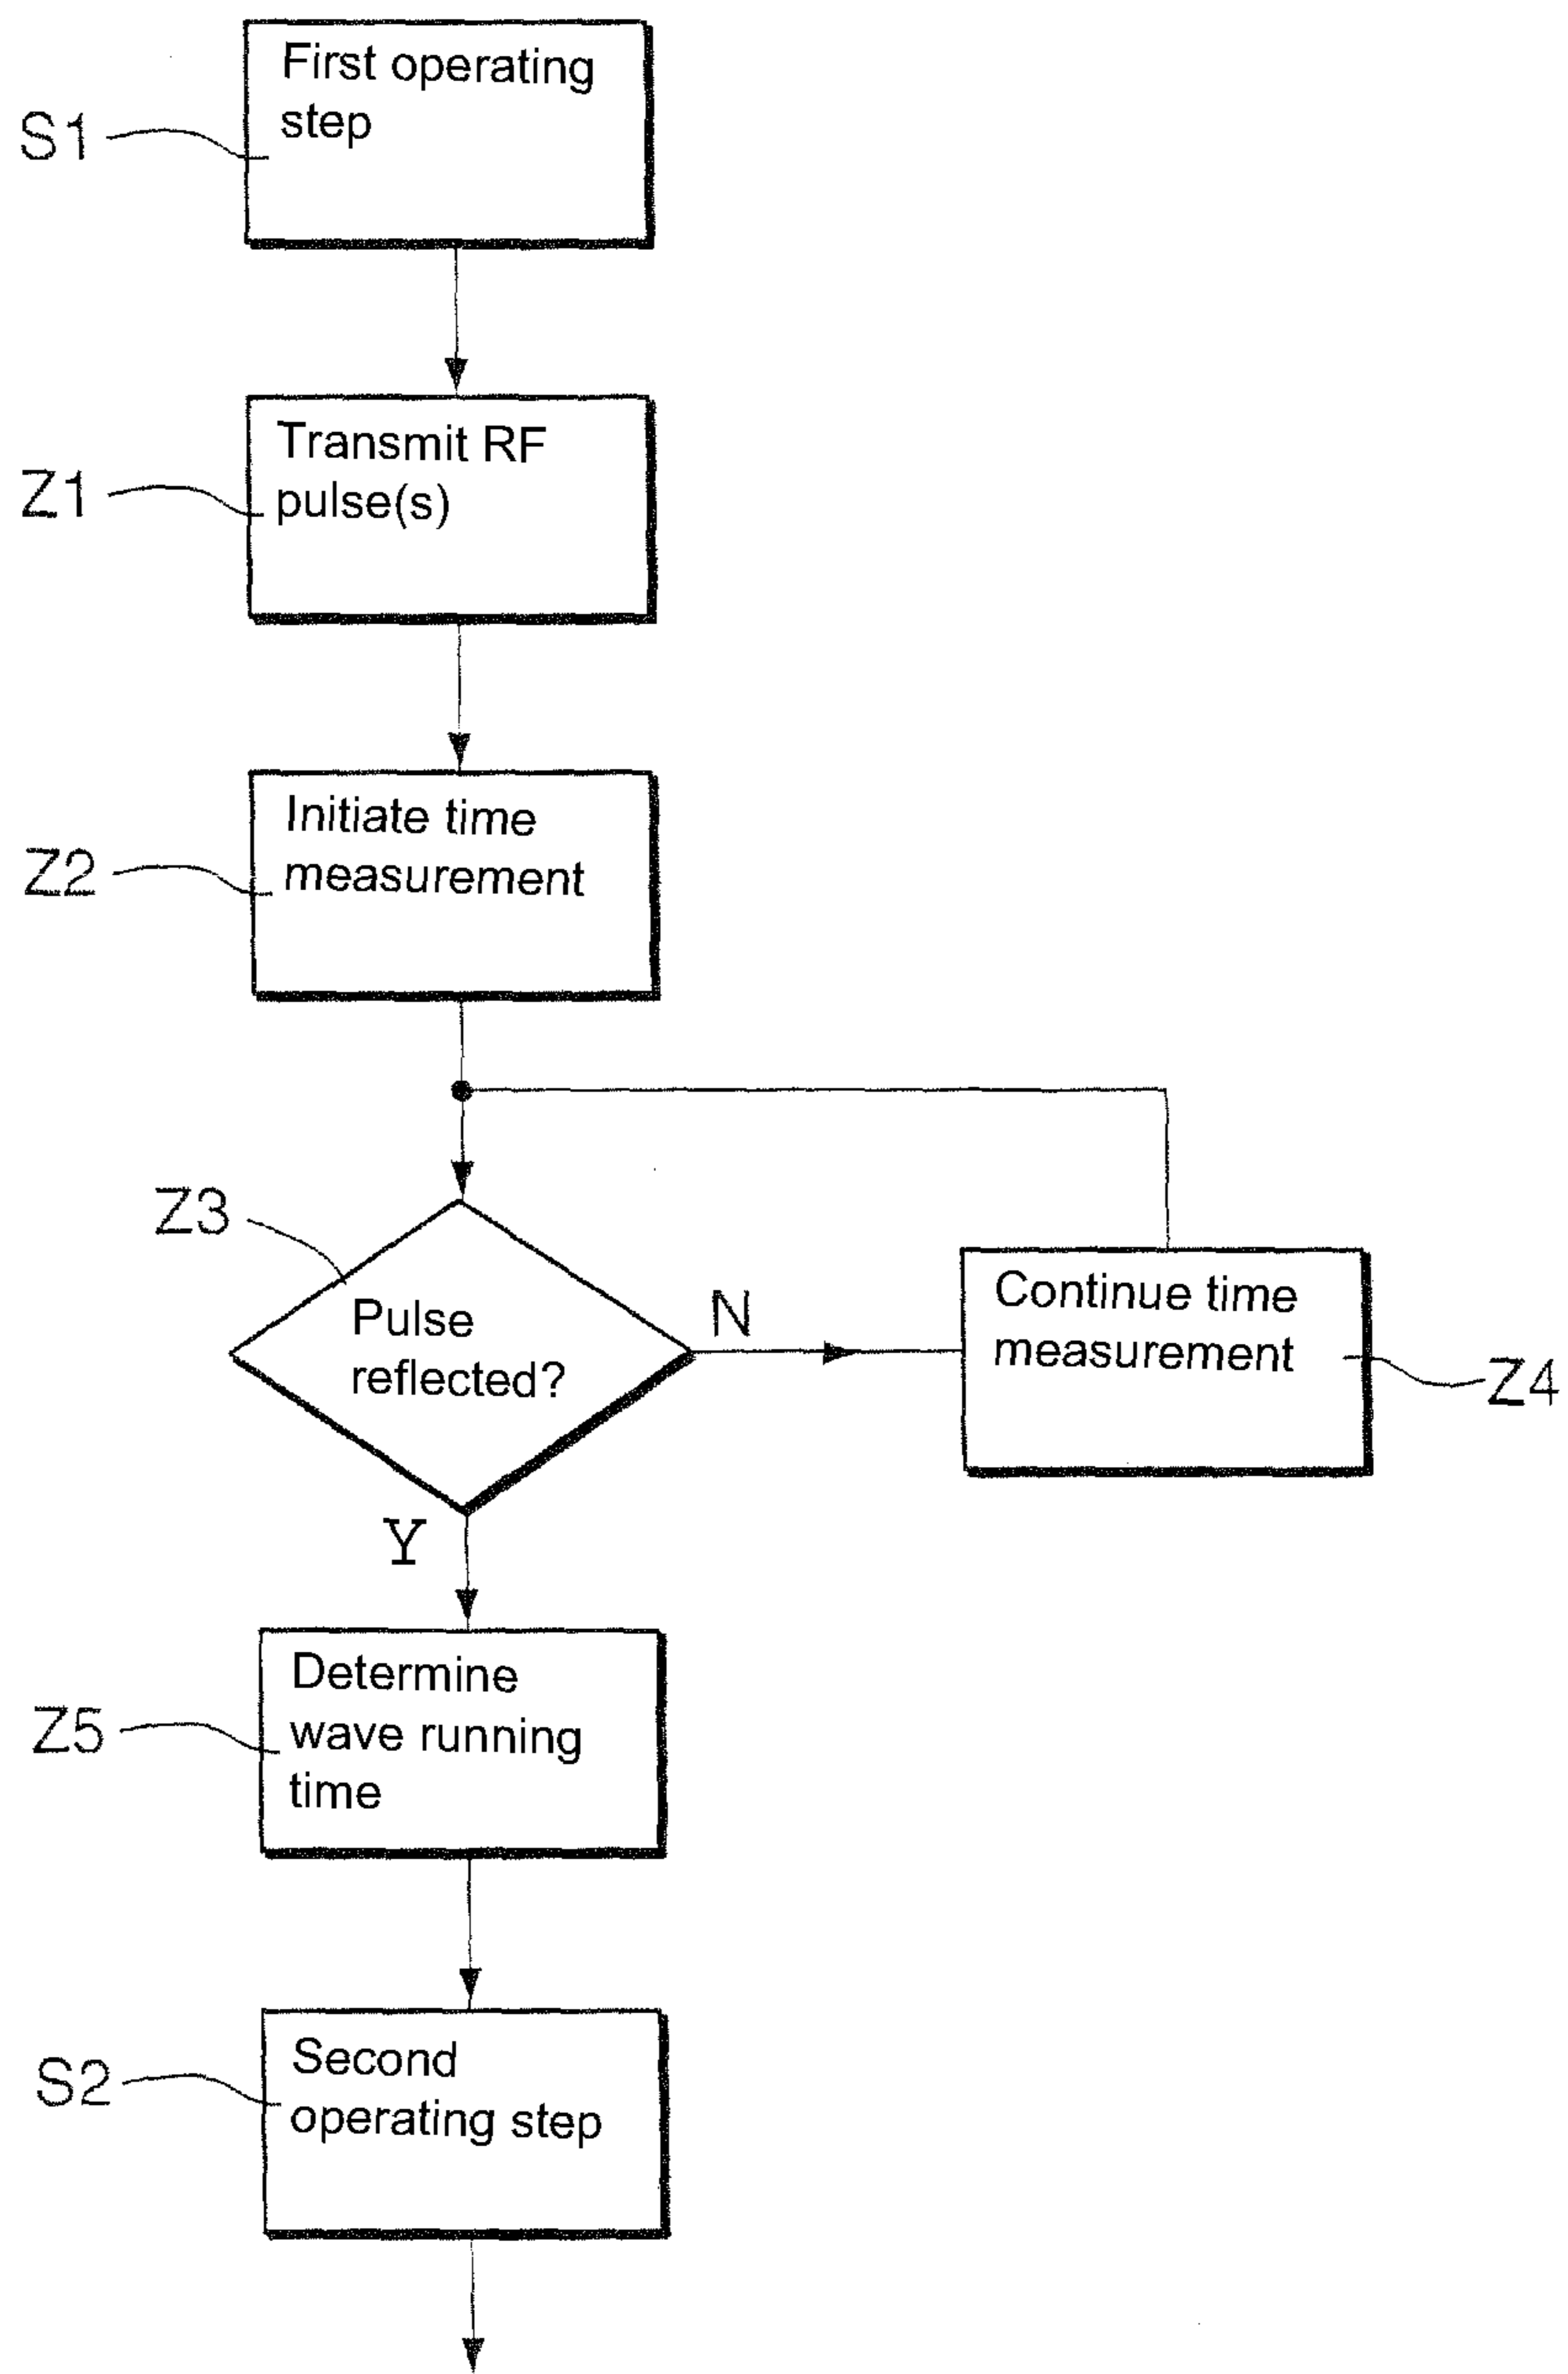 First operating
step
S1
Transmit RF
pulse(s)
Z1
Initiate time
measurement
Z2
Z3
Pulse
reflected?
N
Continue time
measurement
Z4
Y
Determine
wave running
time
Z5
Second
operating step
S2